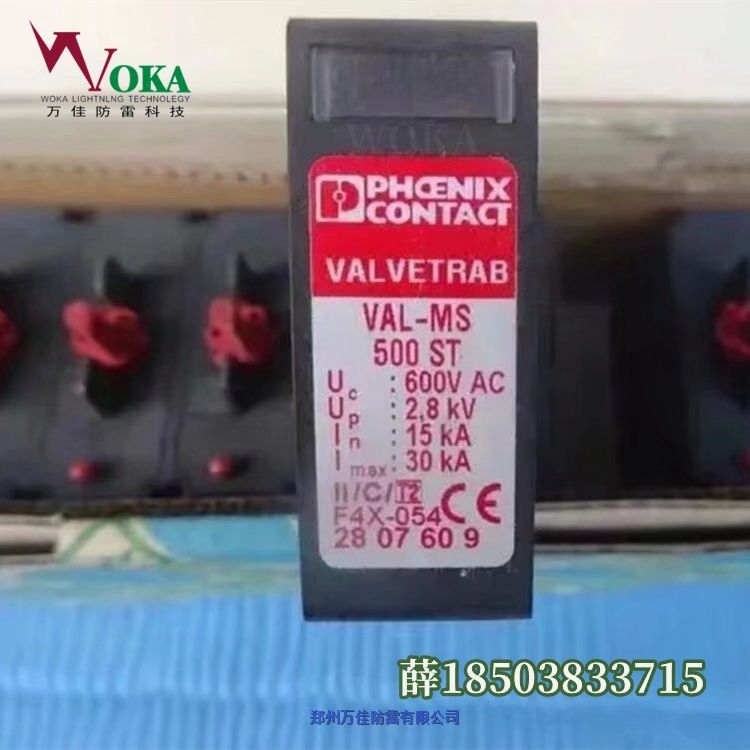 WOKA
WOKA LIGHTNLNG TECHNOLEGY
万佳防雷科技
WOKA
PHŒNIX
CONTACT
VALVETRAB
VAL-MS
500 ST
Uc : 600V AC
Up : 2,8 kV
In : 15 kA
Imax: 30 kA
II/C/T2
F4X-054 CE
28 07 60 9
薛18503833715
郑州万佳防雷有限公司